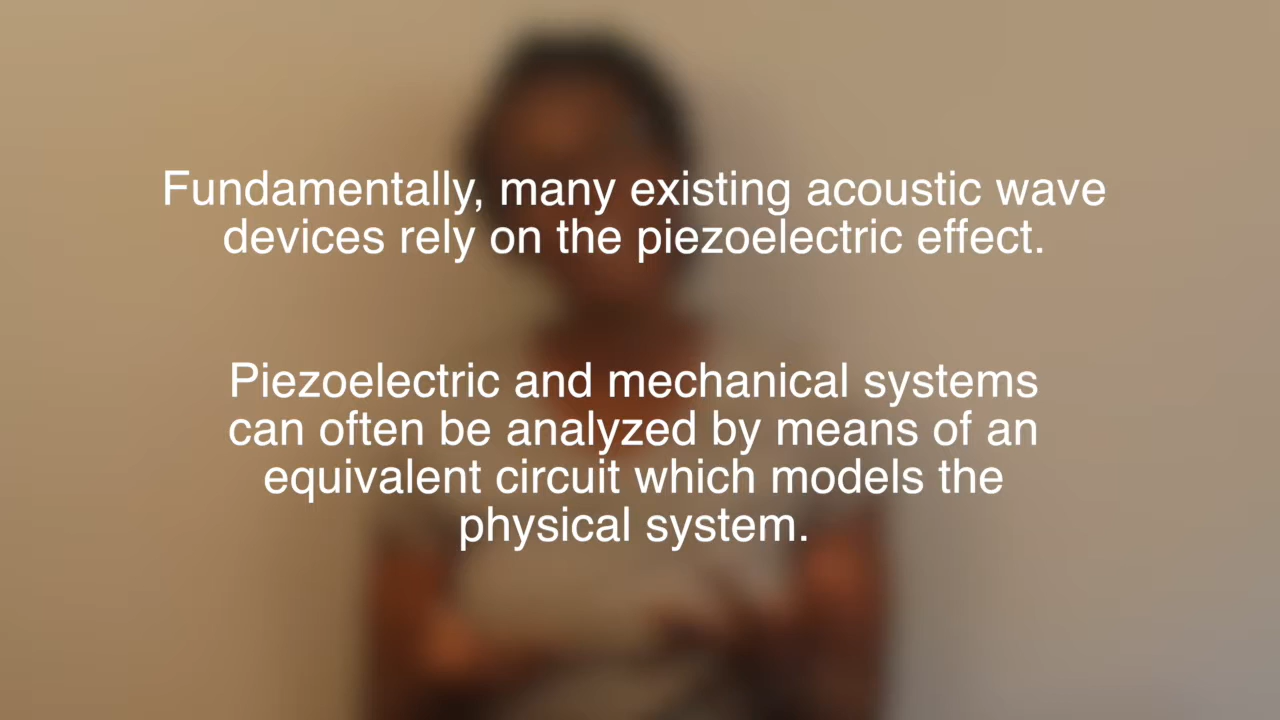 Fundamentally, many existing acoustic wave
devices rely on the piezoelectric effect.
Piezoelectric and mechanical systems
can often be analyzed by means of an
equivalent circuit which models the
physical system.